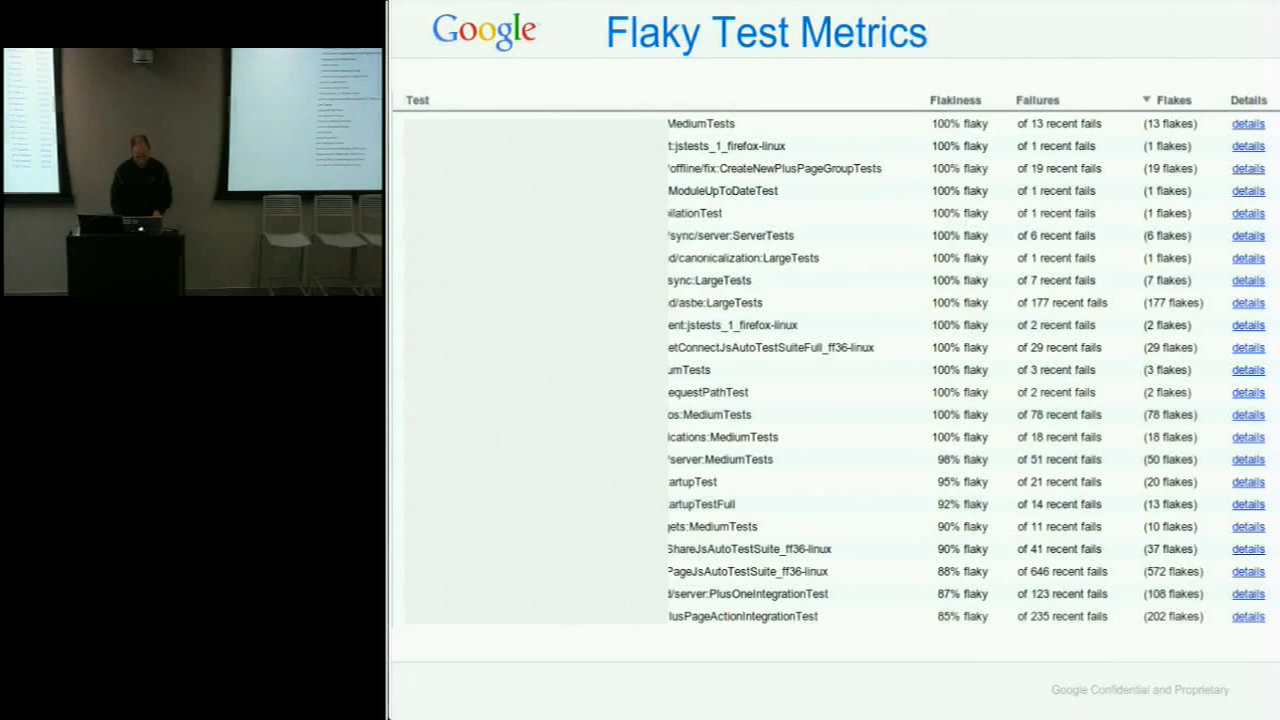 Google
Flaky Test Metrics
Test Flakiness Failures Flakes Details
MediumTests 100% flaky of 13 recent fails (13 flakes) details
t:jstests_1_firefox-linux 100% flaky of 1 recent fails (1 flakes) details
/offline/fix:CreateNewPlusPageGroupTests 100% flaky of 19 recent fails (19 flakes) details
ModuleUpToDateTest 100% flaky of 1 recent fails (1 flakes) details
ilationTest 100% flaky of 1 recent fails (1 flakes) details
/sync/server:ServerTests 100% flaky of 6 recent fails (6 flakes) details
d/canonicalization:LargeTests 100% flaky of 1 recent fails (1 flakes) details
sync:LargeTests 100% flaky of 7 recent fails (7 flakes) details
d/asbe:LargeTests 100% flaky of 177 recent fails (177 flakes) details
ent:jstests_1_firefox-linux 100% flaky of 2 recent fails (2 flakes) details
etConnectJsAutoTestSuiteFull_ff36-linux 100% flaky of 29 recent fails (29 flakes) details
umTests 100% flaky of 3 recent fails (3 flakes) details
equestPathTest 100% flaky of 2 recent fails (2 flakes) details
os:MediumTests 100% flaky of 78 recent fails (78 flakes) details
ications:MediumTests 100% flaky of 18 recent fails (18 flakes) details
/server:MediumTests 98% flaky of 51 recent fails (50 flakes) details
artupTest 95% flaky of 21 recent fails (20 flakes) details
artupTestFull 92% flaky of 14 recent fails (13 flakes) details
gets:MediumTests 90% flaky of 11 recent fails (10 flakes) details
ShareJsAutoTestSuite_ff36-linux 90% flaky of 41 recent fails (37 flakes) details
PageJsAutoTestSuite_ff36-linux 88% flaky of 646 recent fails (572 flakes) details
d/server:PlusOneIntegrationTest 87% flaky of 123 recent fails (108 flakes) details
lusPageActionIntegrationTest 85% flaky of 235 recent fails (202 flakes) details
Google Confidential and Proprietary